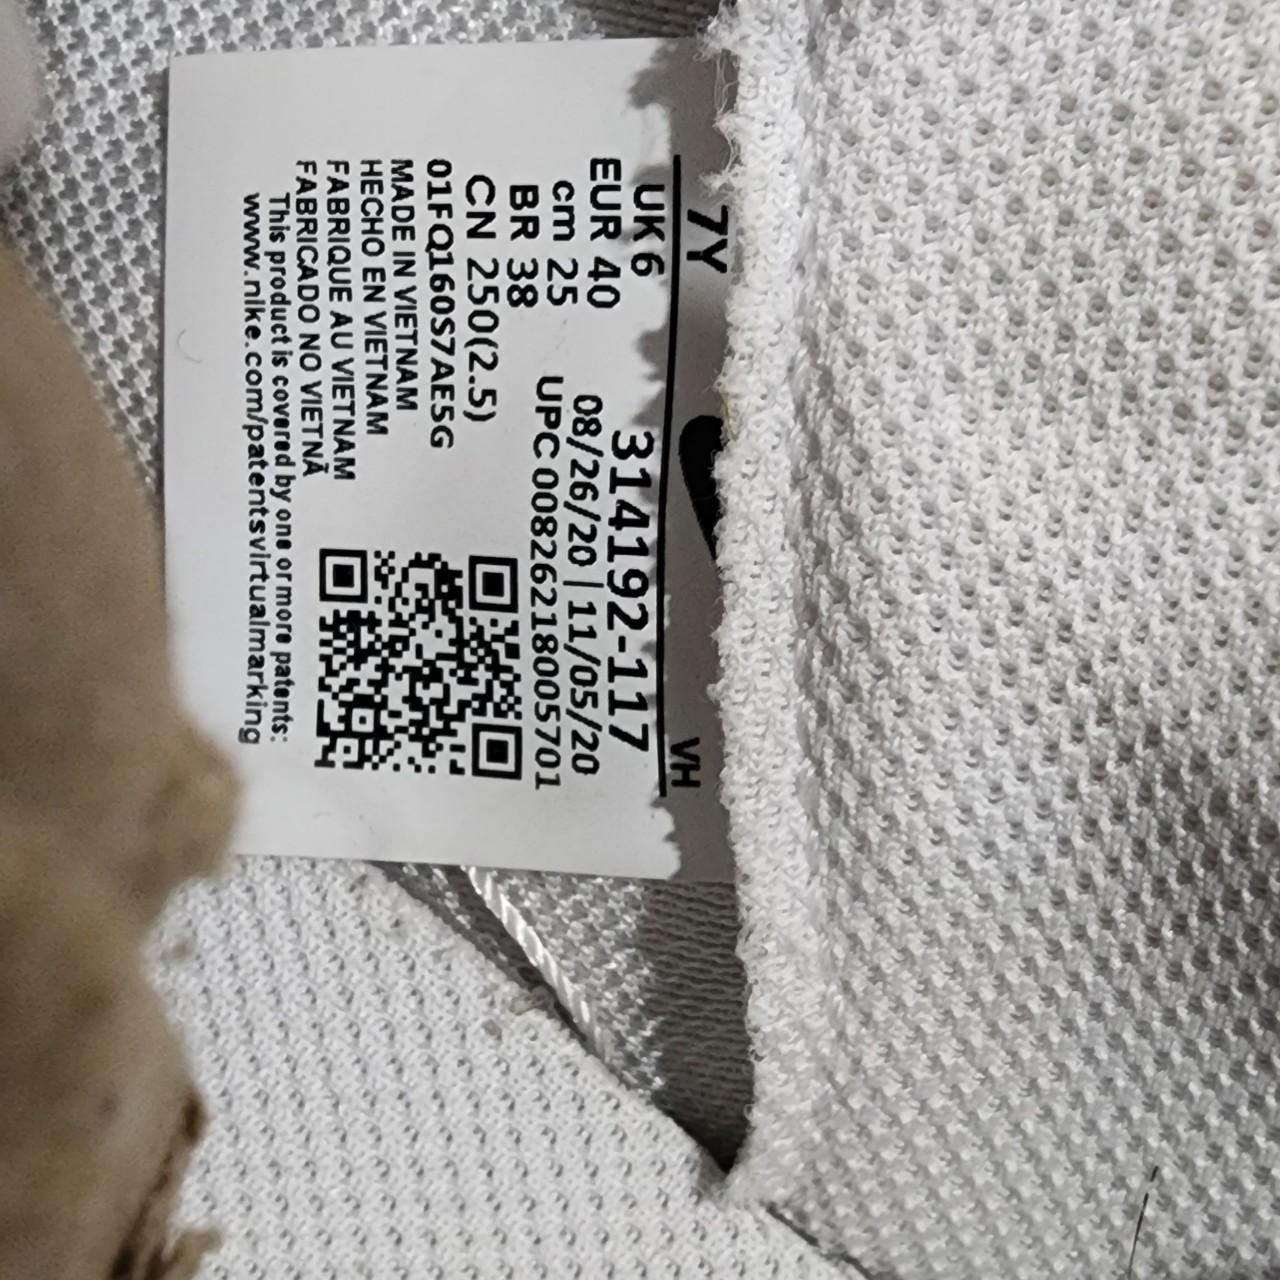 7Y
VH
UK 6
314192-117
EUR 40
08/26/20 | 11/05/20
cm 25
UPC 00826218005701
BR 38
CN 250(2.5)
01FQ160S7AE5G
MADE IN VIETNAM
HECHO EN VIETNAM
FABRIQUE AU VIETNAM
FABRICADO NO VIETNÃ
This product is covered by one or more patents:
www.nike.com/patentsvirtualmarking